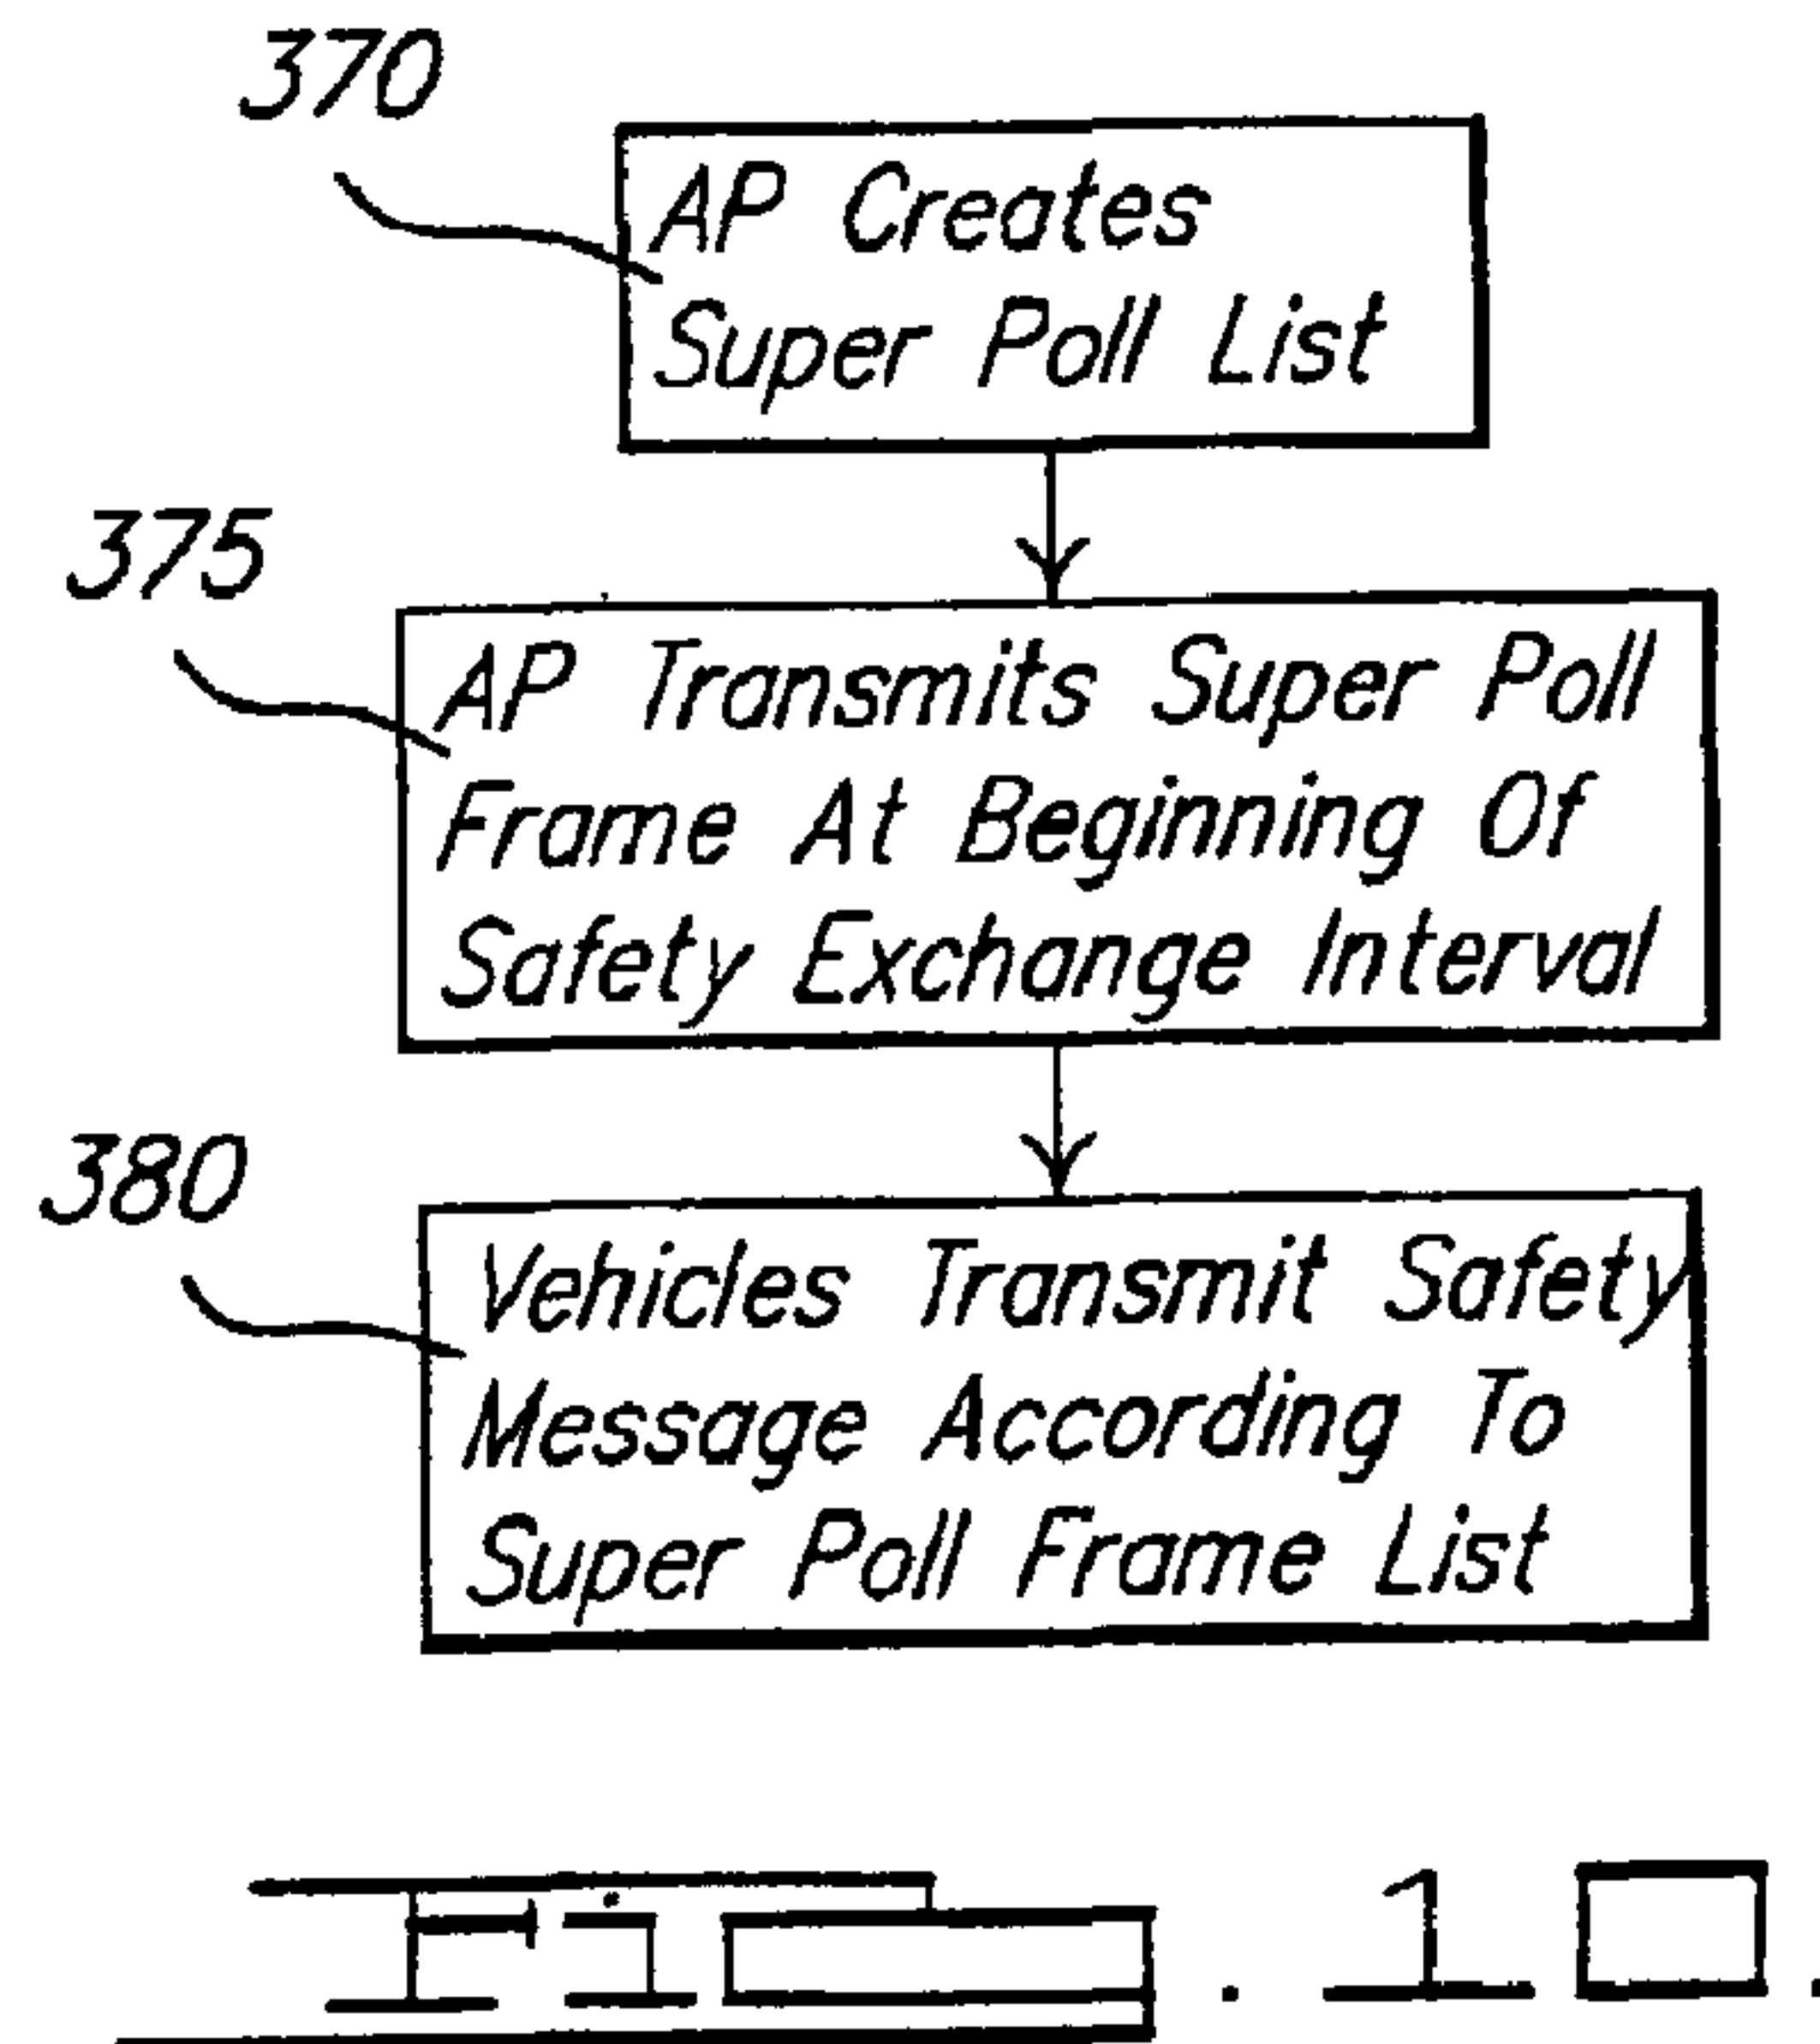 370
AP Creates
Super Poll List
375
AP Transmits Super Poll
Frame At Beginning Of
Safety Exchange Interval
380
Vehicles Transmit Safety
Message According To
Super Poll Frame List
Fig. 10.